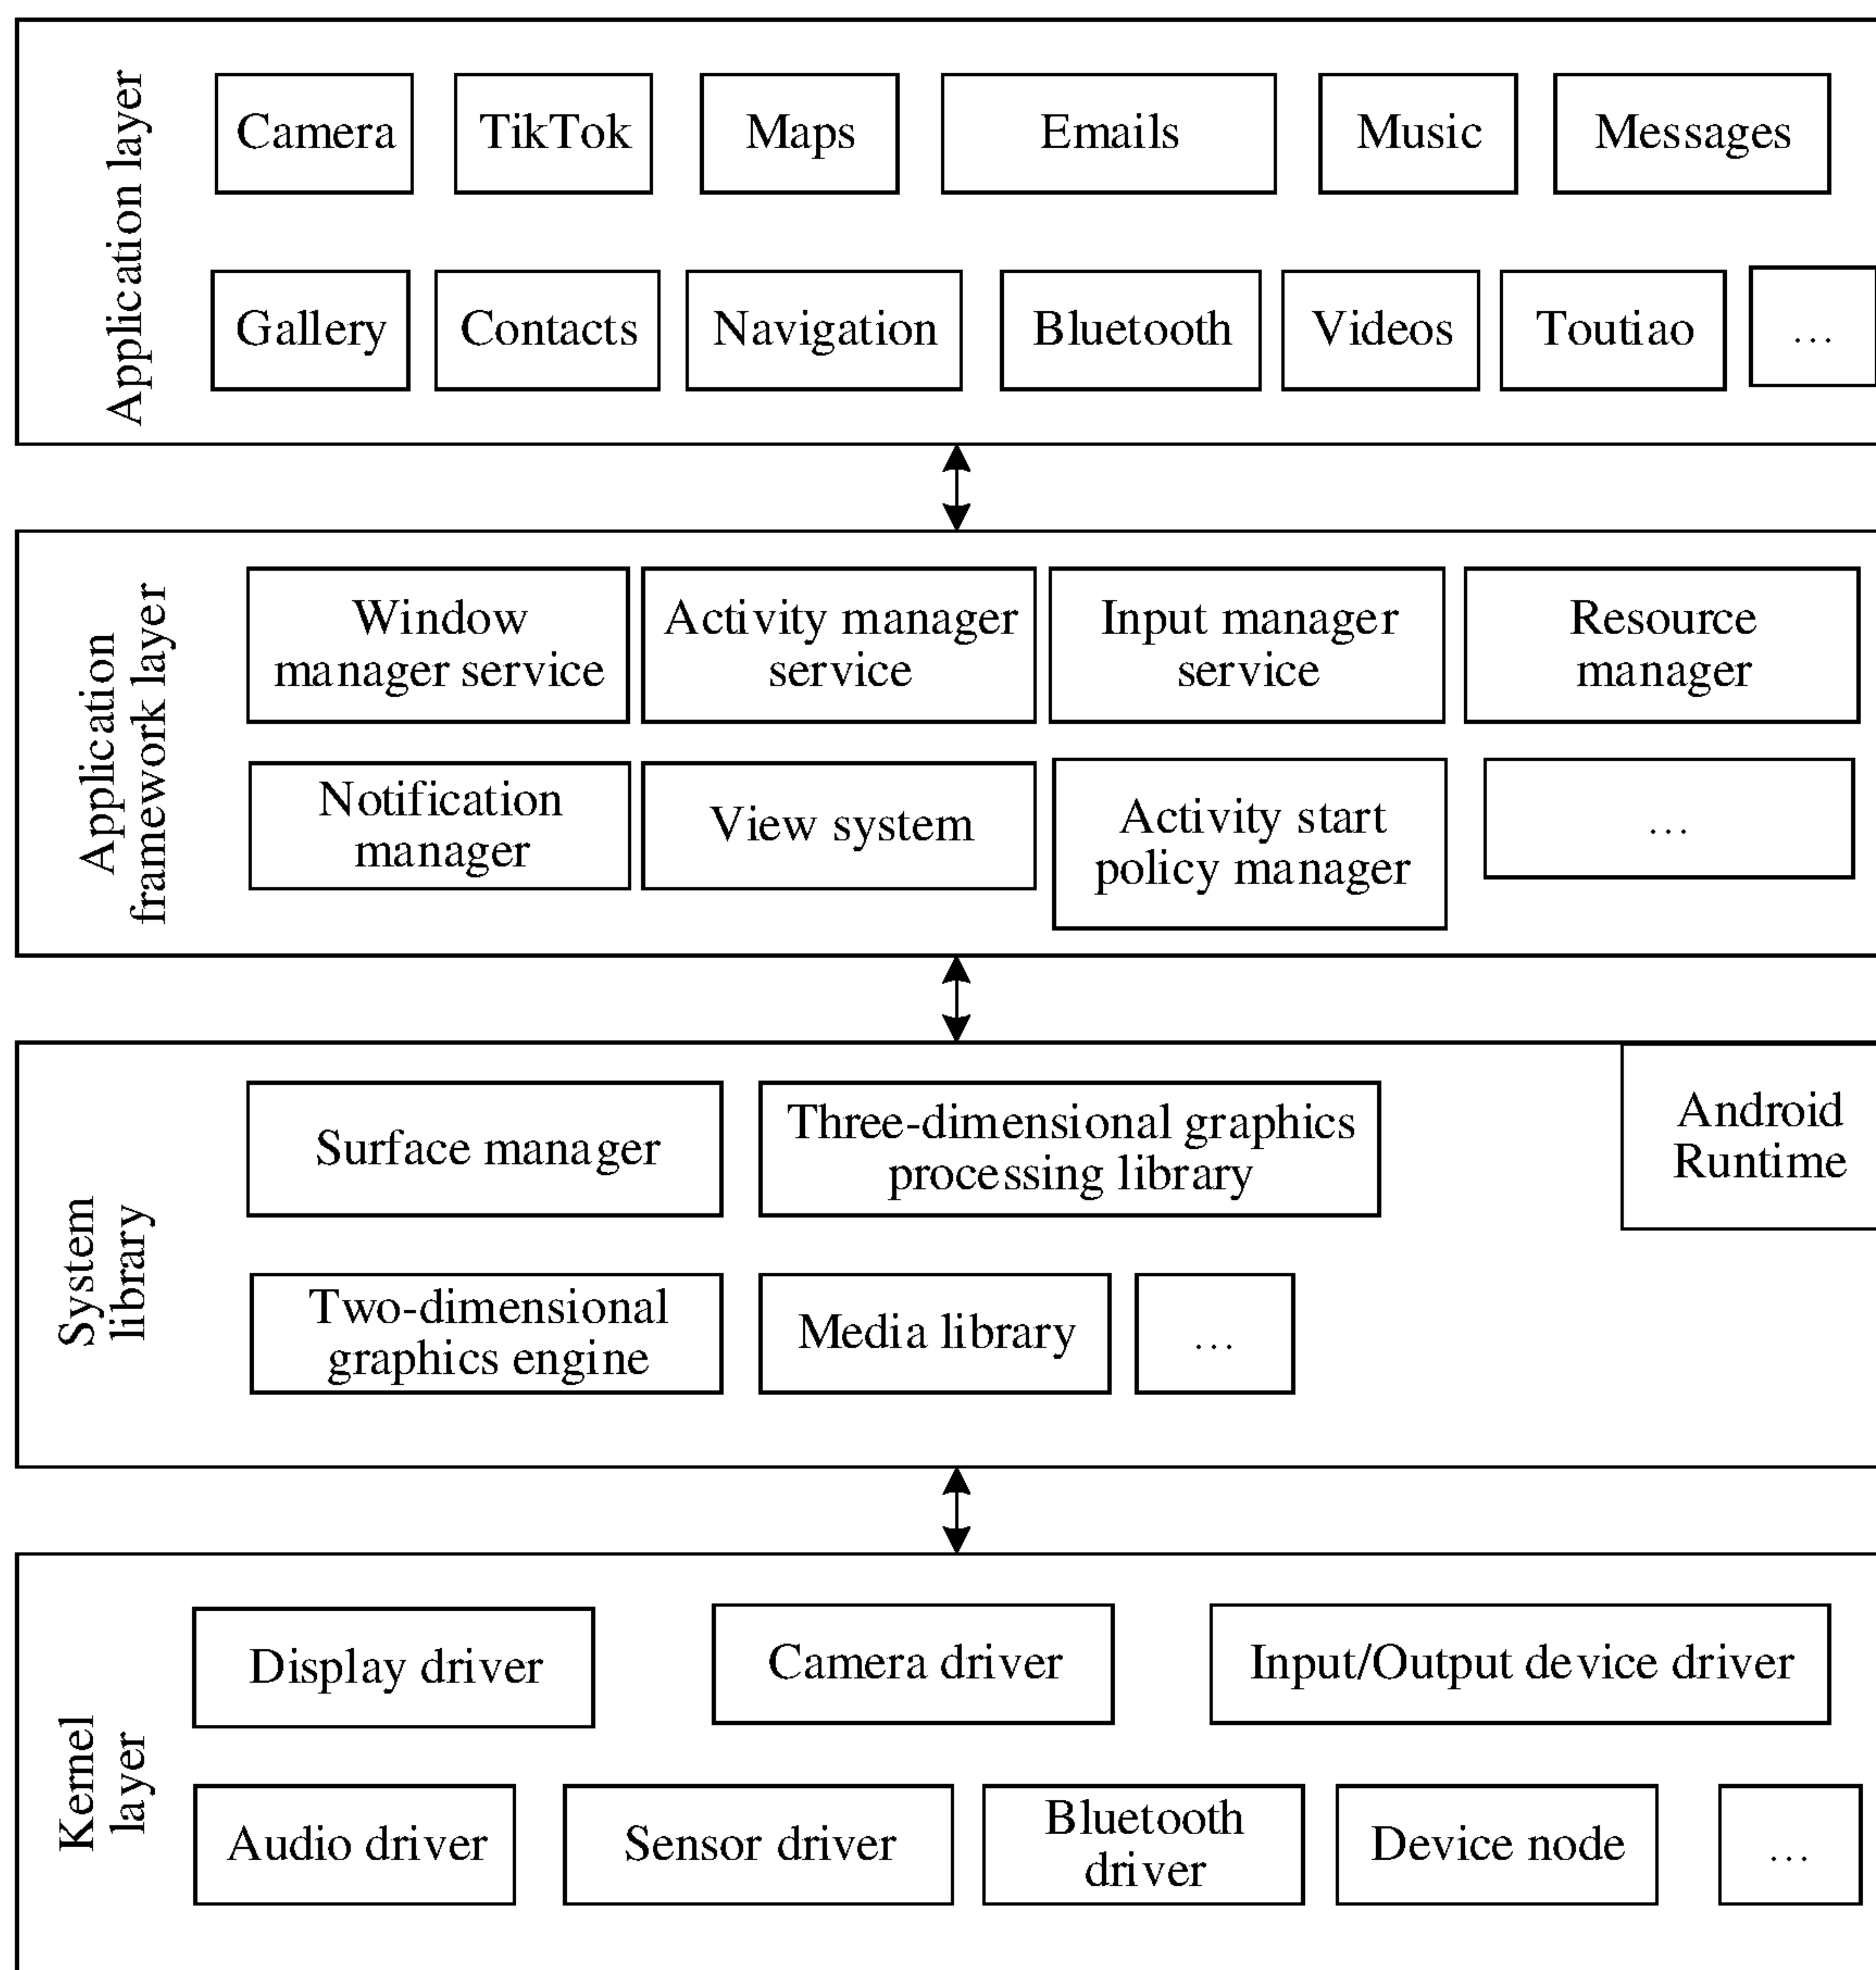 Application layer
Camera
TikTok
Maps
Emails
Music
Messages
Gallery
Contacts
Navigation
Bluetooth
Videos
Toutiao
...
Application
framework layer
Window
manager service
Activity manager
service
Input manager
service
Resource
manager
Notification
manager
View system
Activity start
policy manager
...
System
library
Surface manager
Three-dimensional graphics
processing library
Android
Runtime
Two-dimensional
graphics engine
Media library
...
Kernel
layer
Display driver
Camera driver
Input/Output device driver
Audio driver
Sensor driver
Bluetooth
driver
Device node
...